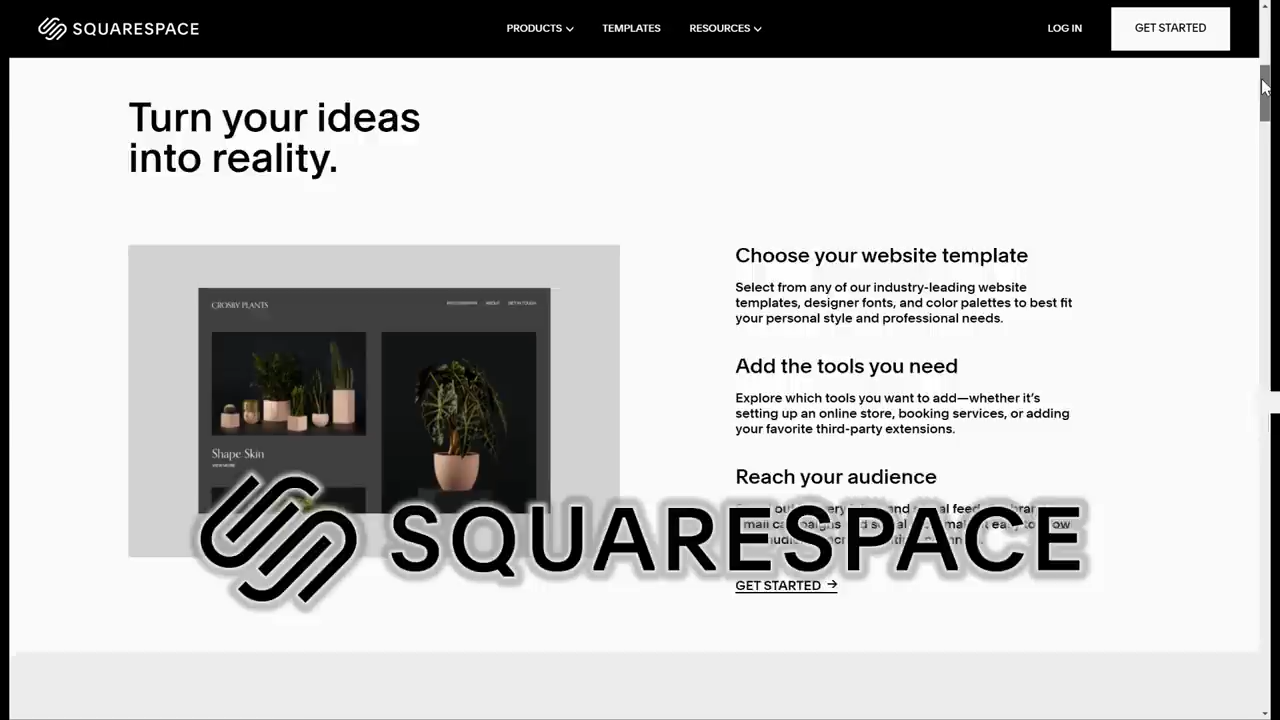 SQUARESPACE
PRODUCTS
TEMPLATES
RESOURCES
LOG IN
GET STARTED
Turn your ideas
into reality.
GROSBY PLANTS
ABOUT
GET IN TOUCH
Shape Skin
Choose your website template
Select from any of our industry-leading website
templates, designer fonts, and color palettes to best fit
your personal style and professional needs.
Add the tools you need
Explore which tools you want to add—whether it's
setting up an online store, booking services, or adding
your favorite third-party extensions.
Reach your audience
GET STARTED →
SQUARESPACE